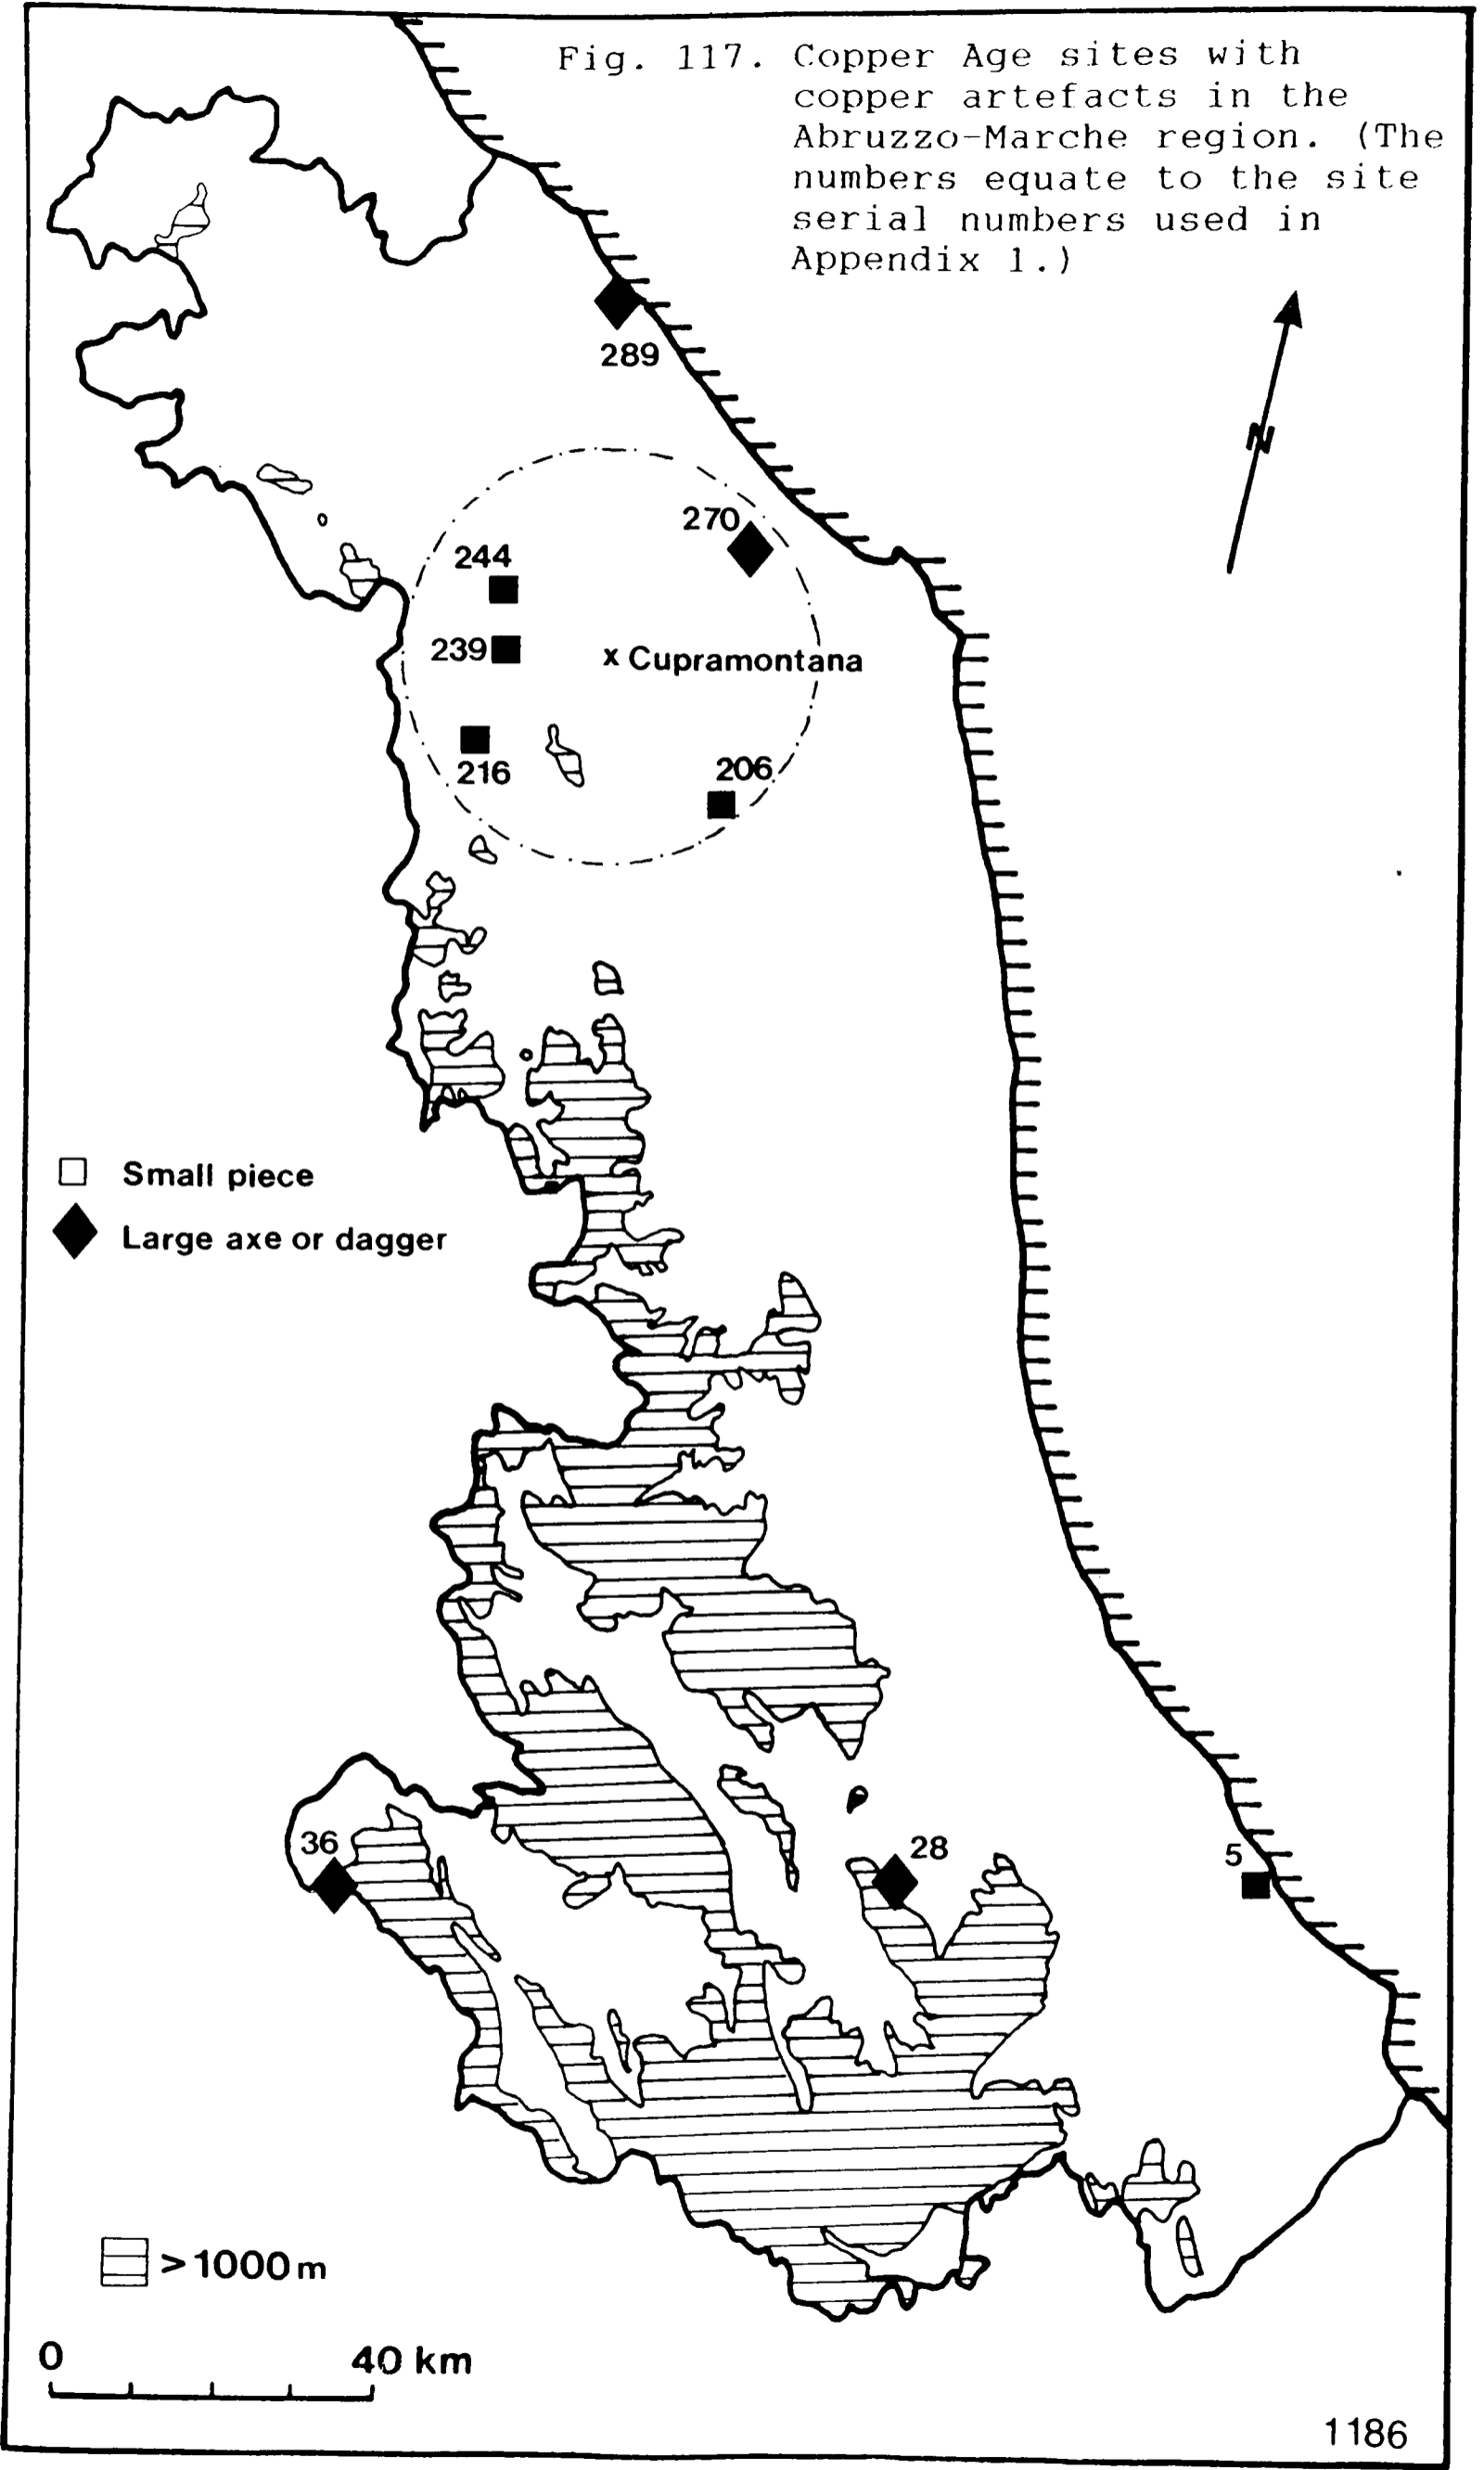 Fig. 117. Copper Age sites with
copper artefacts in the
Abruzzo-Marche region. (The
numbers equate to the site
serial numbers used in
Appendix 1.)
N
289
270
244
239
x Cupramontana
216
206
Small piece
Large axe or dagger
36
28
5
>1000m
0 40 km
1186